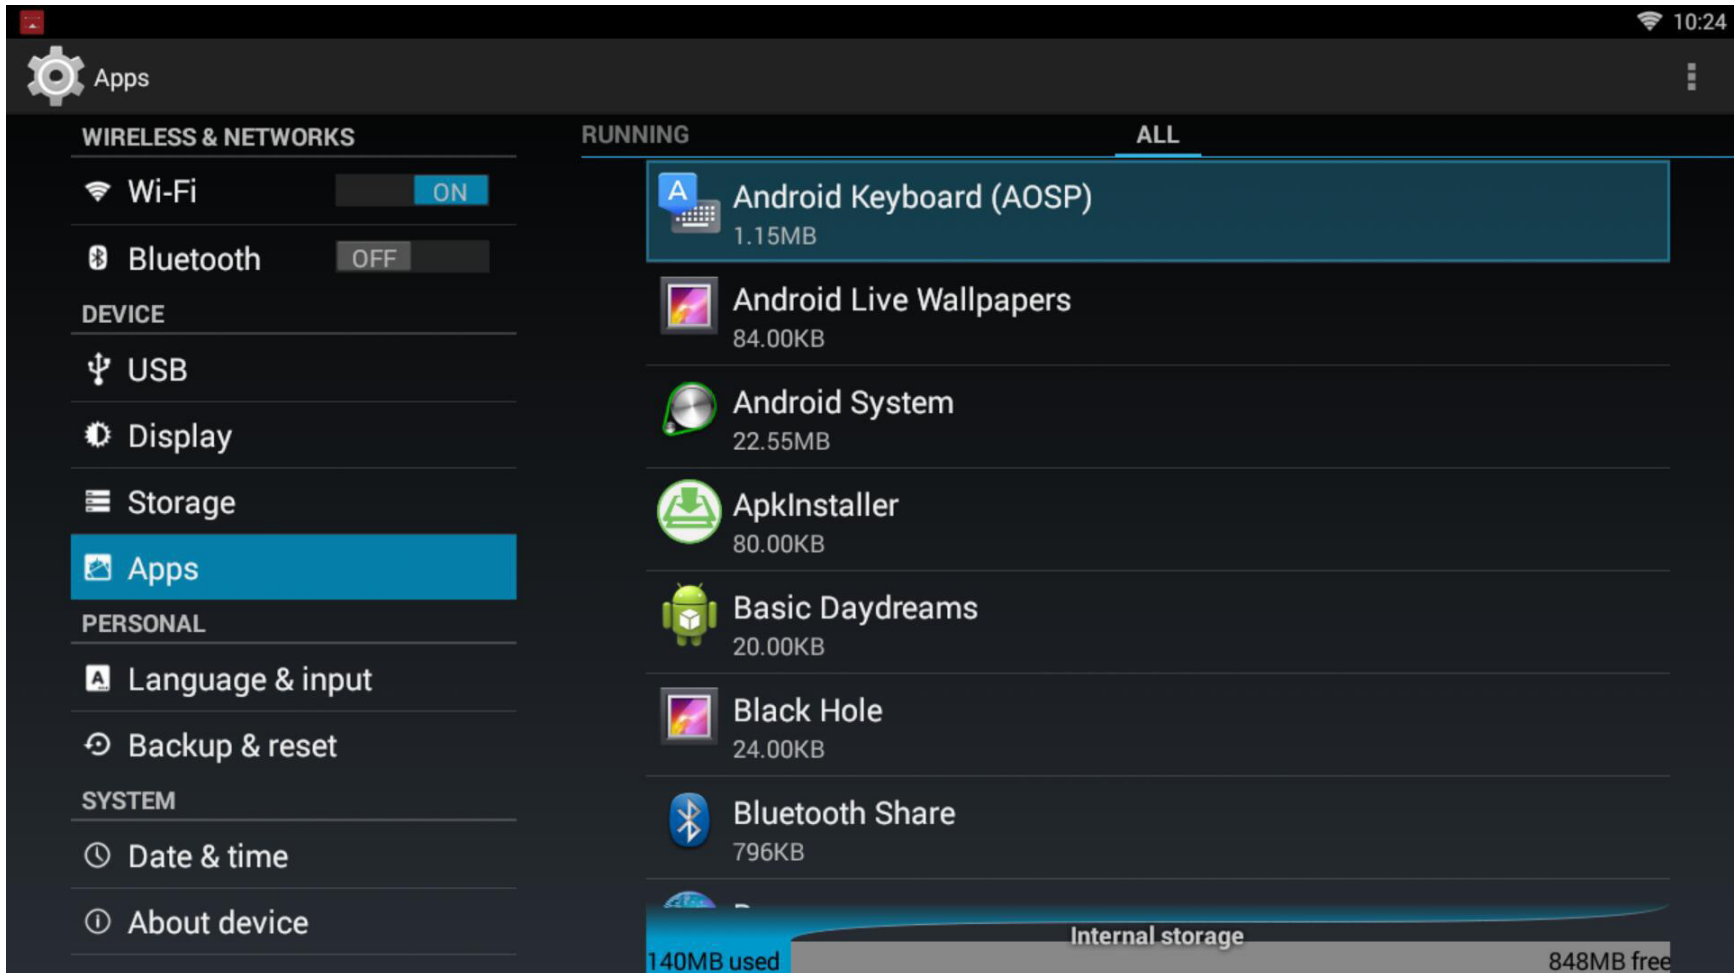 10:24
Apps
WIRELESS & NETWORKS
Wi-Fi ON
Bluetooth OFF
DEVICE
USB
Display
Storage
Apps
PERSONAL
Language & input
Backup & reset
SYSTEM
Date & time
About device
RUNNING ALL
Android Keyboard (AOSP)
1.15MB
Android Live Wallpapers
84.00KB
Android System
22.55MB
ApkInstaller
80.00KB
Basic Daydreams
20.00KB
Black Hole
24.00KB
Bluetooth Share
796KB
Internal storage
140MB used 848MB free